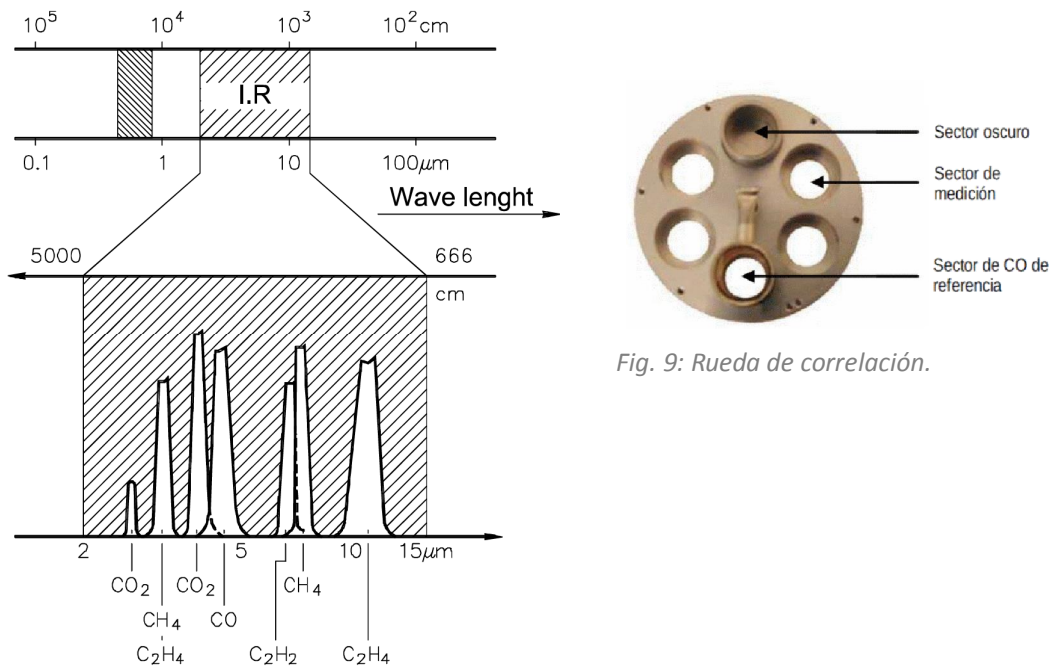 10⁵ 10⁴ 10³ 10² cm
I.R
0.1 1 10 100µm
Wave lenght
5000 666
cm
2 5 10 15µm
CO₂ CO₂ CH₄
CH₄ CO
C₂H₄ C₂H₂ C₂H₄
Sector oscuro
Sector de
medición
Sector de CO de
referencia
Fig. 9: Rueda de correlación.